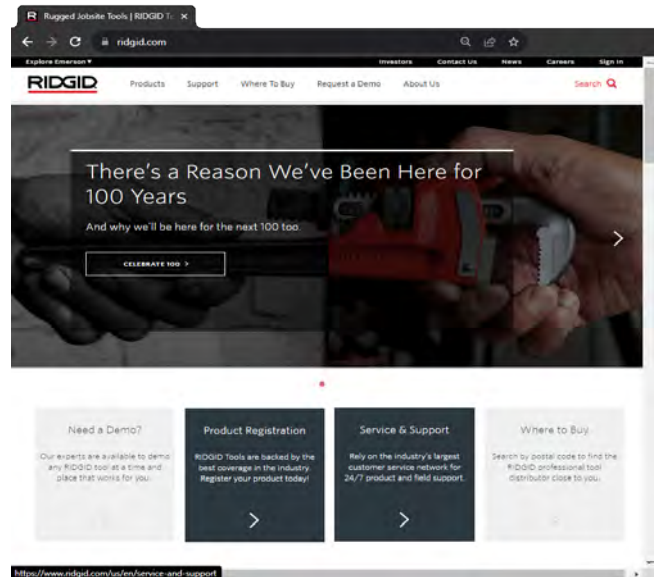 Rugged Jobsite Tools | RIDGID To
ridgid.com
Explore Emerson ▼ Investors Contact Us News Careers Sign In
RIDGID Products Support Where To Buy Request a Demo About Us Search
There's a Reason We've Been Here for
100 Years
And why we'll be here for the next 100 too.
CELEBRATE 100 >
Need a Demo?
Our experts are available to demo
any RIDGID tool at a time and
place that works for you.
Product Registration
RIDGID Tools are backed by the
best coverage in the industry.
Register your product today!
Service & Support
Rely on the industry's largest
customer service network for
24/7 product and field support.
Where to Buy
Search by postal code to find the
RIDGID professional tool
distributor close to you.
https://www.ridgid.com/us/en/service-and-support